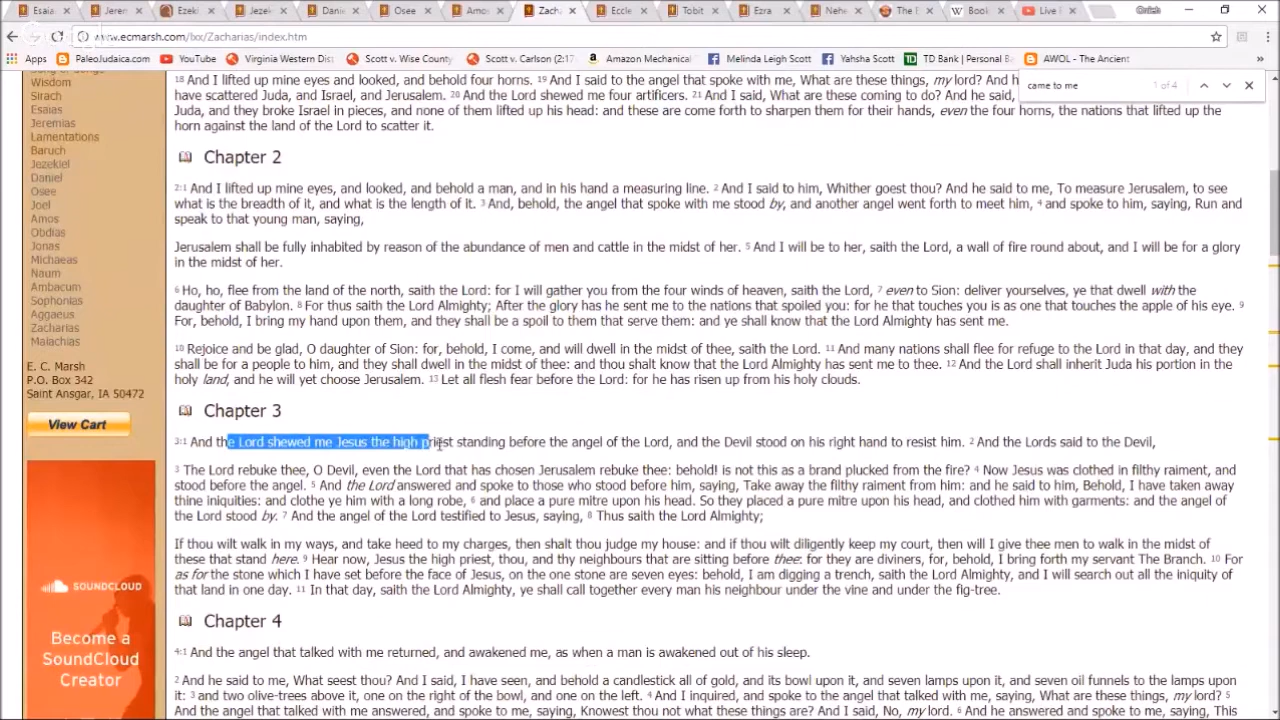 Esaia
Jerem
Ezeki
Jezek
Danie
Osee
Amos
Zach
Eccle
Tobit
Ezra
Nehe
The
Book
Live
Onish
www.ecmarsh.com/lxx/Zacharias/index.htm
Apps PaleoJudaica.com YouTube Virginia Western Dist Scott v. Wise County Scott v. Carlson (2:17 Amazon Mechanical Melinda Leigh Scott Yahsha Scott TD Bank | Personal Ba AWOL - The Ancient »
came to me 1 of 4
Song of Songs
Wisdom
Sirach
Esaias
Jeremias
Lamentations
Baruch
Jezekiel
Daniel
Osee
Joel
Amos
Obdias
Jonas
Michaeas
Naum
Ambacum
Sophonias
Aggaeus
Zacharias
Malachias
E. C. Marsh
P.O. Box 342
Saint Ansgar, IA 50472
View Cart
SOUNDCLOUD
Become a
SoundCloud
Creator
18 And I lifted up mine eyes and looked, and behold four horns. 19 And I said to the angel that spoke with me, What are these things, my lord? And h
have scattered Juda, and Israel, and Jerusalem. 20 And the Lord shewed me four artificers. 21 And I said, What are these coming to do? And he said,
Juda, and they broke Israel in pieces, and none of them lifted up his head: and these are come forth to sharpen them for their hands, even the four horns, the nations that lifted up the
horn against the land of the Lord to scatter it.
Chapter 2
2:1 And I lifted up mine eyes, and looked, and behold a man, and in his hand a measuring line. 2 And I said to him, Whither goest thou? And he said to me, To measure Jerusalem, to see
what is the breadth of it, and what is the length of it. 3 And, behold, the angel that spoke with me stood by, and another angel went forth to meet him, 4 and spoke to him, saying, Run and
speak to that young man, saying,
Jerusalem shall be fully inhabited by reason of the abundance of men and cattle in the midst of her. 5 And I will be to her, saith the Lord, a wall of fire round about, and I will be for a glory
in the midst of her.
6 Ho, ho, flee from the land of the north, saith the Lord: for I will gather you from the four winds of heaven, saith the Lord, 7 even to Sion: deliver yourselves, ye that dwell with the
daughter of Babylon. 8 For thus saith the Lord Almighty; After the glory has he sent me to the nations that spoiled you: for he that touches you is as one that touches the apple of his eye. 9
For, behold, I bring my hand upon them, and they shall be a spoil to them that serve them: and ye shall know that the Lord Almighty has sent me.
10 Rejoice and be glad, O daughter of Sion: for, behold, I come, and will dwell in the midst of thee, saith the Lord. 11 And many nations shall flee for refuge to the Lord in that day, and they
shall be for a people to him, and they shall dwell in the midst of thee: and thou shalt know that the Lord Almighty has sent me to thee. 12 And the Lord shall inherit Juda his portion in the
holy land, and he will yet choose Jerusalem. 13 Let all flesh fear before the Lord: for he has risen up from his holy clouds.
Chapter 3
3:1 And the Lord shewed me Jesus the high priest standing before the angel of the Lord, and the Devil stood on his right hand to resist him. 2 And the Lords said to the Devil,
3 The Lord rebuke thee, O Devil, even the Lord that has chosen Jerusalem rebuke thee: behold! is not this as a brand plucked from the fire? 4 Now Jesus was clothed in filthy raiment, and
stood before the angel. 5 And the Lord answered and spoke to those who stood before him, saying, Take away the filthy raiment from him: and he said to him, Behold, I have taken away
thine iniquities: and clothe ye him with a long robe, 6 and place a pure mitre upon his head. So they placed a pure mitre upon his head, and clothed him with garments: and the angel of
the Lord stood by. 7 And the angel of the Lord testified to Jesus, saying, 8 Thus saith the Lord Almighty;
If thou wilt walk in my ways, and take heed to my charges, then shalt thou judge my house: and if thou wilt diligently keep my court, then will I give thee men to walk in the midst of
these that stand here. 9 Hear now, Jesus the high priest, thou, and thy neighbours that are sitting before thee: for they are diviners, for, behold, I bring forth my servant The Branch. 10 For
as for the stone which I have set before the face of Jesus, on the one stone are seven eyes: behold, I am digging a trench, saith the Lord Almighty, and I will search out all the iniquity of
that land in one day. 11 In that day, saith the Lord Almighty, ye shall call together every man his neighbour under the vine and under the fig-tree.
Chapter 4
4:1 And the angel that talked with me returned, and awakened me, as when a man is awakened out of his sleep.
2 And he said to me, What seest thou? And I said, I have seen, and behold a candlestick all of gold, and its bowl upon it, and seven lamps upon it, and seven oil funnels to the lamps upon
it: 3 and two olive-trees above it, one on the right of the bowl, and one on the left. 4 And I inquired, and spoke to the angel that talked with me, saying, What are these things, my lord? 5
And the angel that talked with me answered, and spoke to me, saying, Knowest thou not what these things are? And I said, No, my lord. 6 And he answered and spoke to me, saying, This